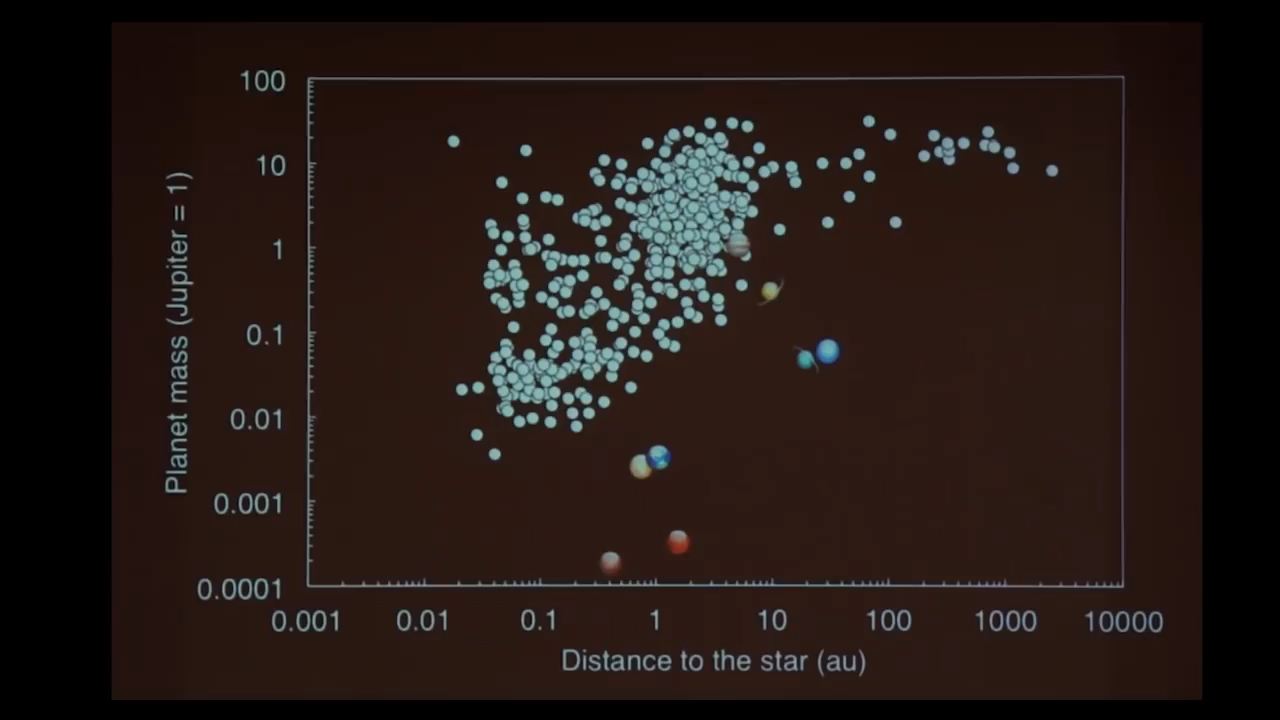 100
10
1
0.1
0.01
0.001
0.0001
Planet mass (Jupiter = 1)
0.001 0.01 0.1 1 10 100 1000 10000
Distance to the star (au)